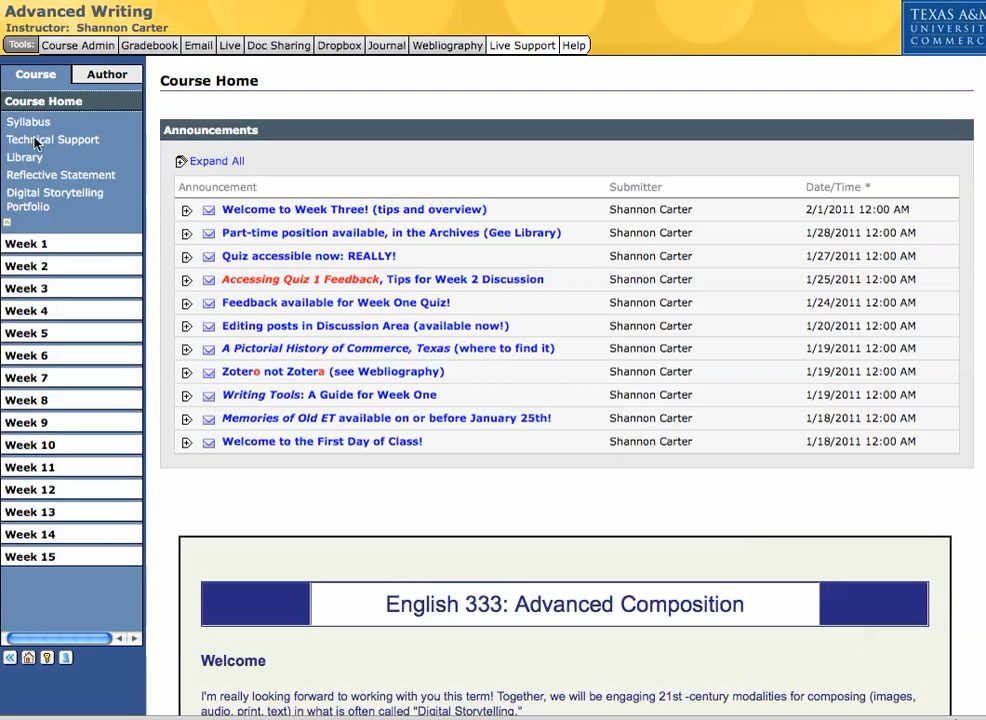 Advanced Writing
Instructor: Shannon Carter
TEXAS A&M
UNIVERSITY
COMMERCE
Tools: Course Admin Gradebook Email Live Doc Sharing Dropbox Journal Webliography Live Support Help
Course Author
Course Home
Syllabus
Technical Support
Library
Reflective Statement
Digital Storytelling
Portfolio
Week 1
Week 2
Week 3
Week 4
Week 5
Week 6
Week 7
Week 8
Week 9
Week 10
Week 11
Week 12
Week 13
Week 14
Week 15
Course Home
Announcements
Expand All
Announcement Submitter Date/Time *
Welcome to Week Three! (tips and overview) Shannon Carter 2/1/2011 12:00 AM
Part-time position available, in the Archives (Gee Library) Shannon Carter 1/28/2011 12:00 AM
Quiz accessible now: REALLY! Shannon Carter 1/27/2011 12:00 AM
Accessing Quiz 1 Feedback, Tips for Week 2 Discussion Shannon Carter 1/25/2011 12:00 AM
Feedback available for Week One Quiz! Shannon Carter 1/24/2011 12:00 AM
Editing posts in Discussion Area (available now!) Shannon Carter 1/20/2011 12:00 AM
A Pictorial History of Commerce, Texas (where to find it) Shannon Carter 1/19/2011 12:00 AM
Zotero not Zotera (see Webliography) Shannon Carter 1/19/2011 12:00 AM
Writing Tools: A Guide for Week One Shannon Carter 1/19/2011 12:00 AM
Memories of Old ET available on or before January 25th! Shannon Carter 1/18/2011 12:00 AM
Welcome to the First Day of Class! Shannon Carter 1/18/2011 12:00 AM
English 333: Advanced Composition
Welcome
I'm really looking forward to working with you this term! Together, we will be engaging 21st -century modalities for composing (images,
audio, print, text) in what is often called "Digital Storytelling."